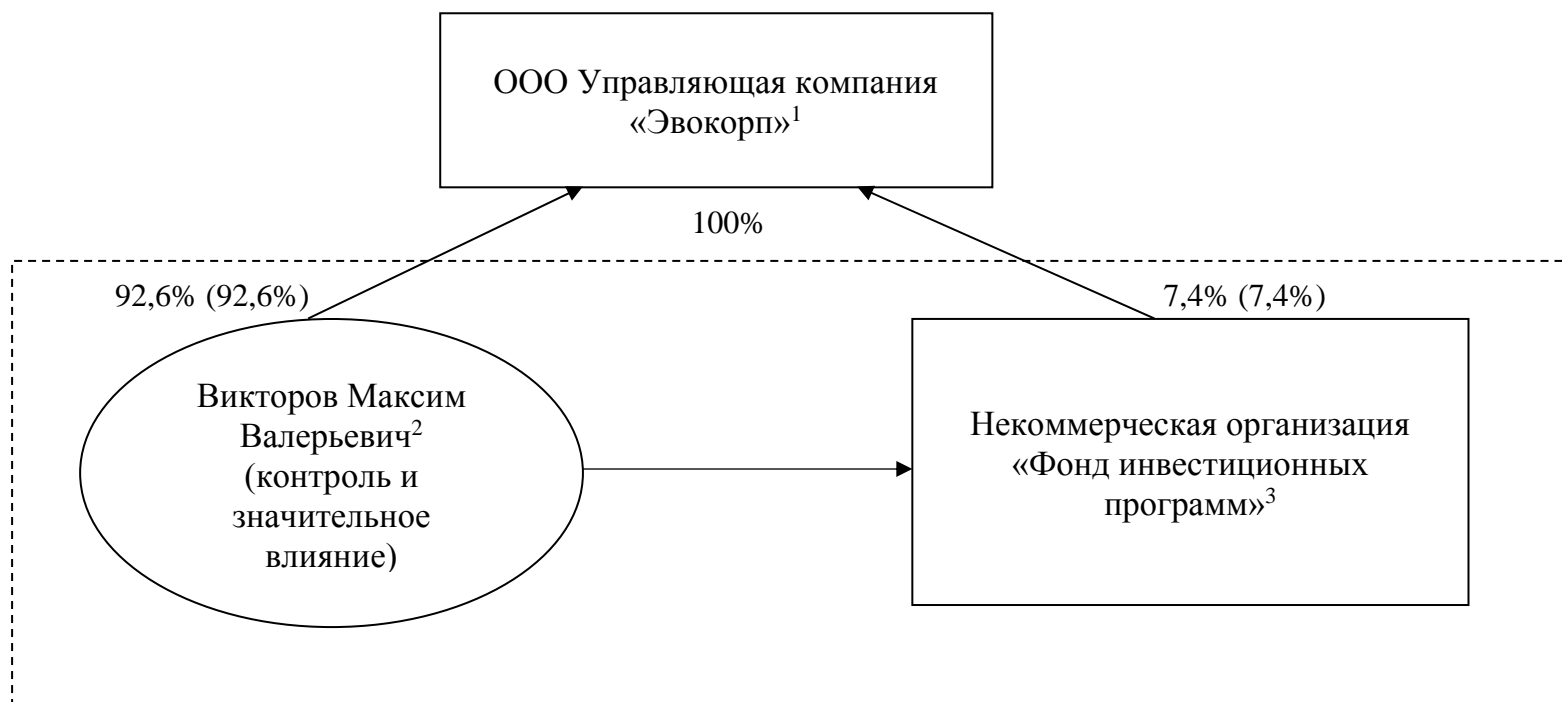 ООО Управляющая компания
«Эвокорп»¹
100%
92,6% (92,6%)
7,4% (7,4%)
Викторов Максим
Валерьевич²
(контроль и
значительное
влияние)
Некоммерческая организация
«Фонд инвестиционных
программ»³